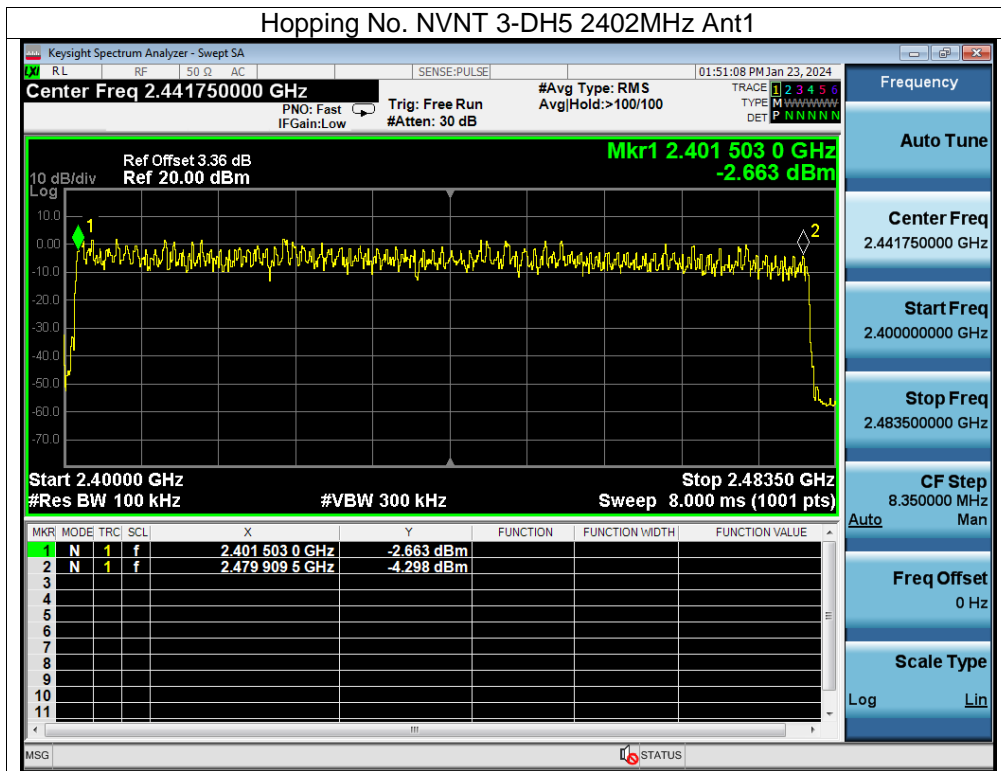 Hopping No. NVNT 3-DH5 2402MHz Ant1
Keysight Spectrum Analyzer - Swept SA
LXI RL RF 50 Ω AC SENSE:PULSE 01:51:08 PM Jan 23, 2024
Center Freq 2.441750000 GHz #Avg Type: RMS TRACE 1 2 3 4 5 6
PNO: Fast Trig: Free Run Avg|Hold:>100/100 TYPE M WWWWW
IFGain:Low #Atten: 30 dB DET P N N N N N
Mkr1 2.401 503 0 GHz
-2.663 dBm
Ref Offset 3.36 dB
10 dB/div Ref 20.00 dBm
Log
10.0
0.00
-10.0
-20.0
-30.0
-40.0
-50.0
-60.0
-70.0
1
2
Start 2.40000 GHz Stop 2.48350 GHz
#Res BW 100 kHz #VBW 300 kHz Sweep 8.000 ms (1001 pts)
MKR MODE TRC SCL X Y FUNCTION FUNCTION WIDTH FUNCTION VALUE
1 N 1 f 2.401 503 0 GHz -2.663 dBm
2 N 1 f 2.479 909 5 GHz -4.298 dBm
3
4
5
6
7
8
9
10
11
MSG STATUS
Frequency
Auto Tune
Center Freq
2.441750000 GHz
Start Freq
2.400000000 GHz
Stop Freq
2.483500000 GHz
CF Step
8.350000 MHz
Auto Man
Freq Offset
0 Hz
Scale Type
Log Lin